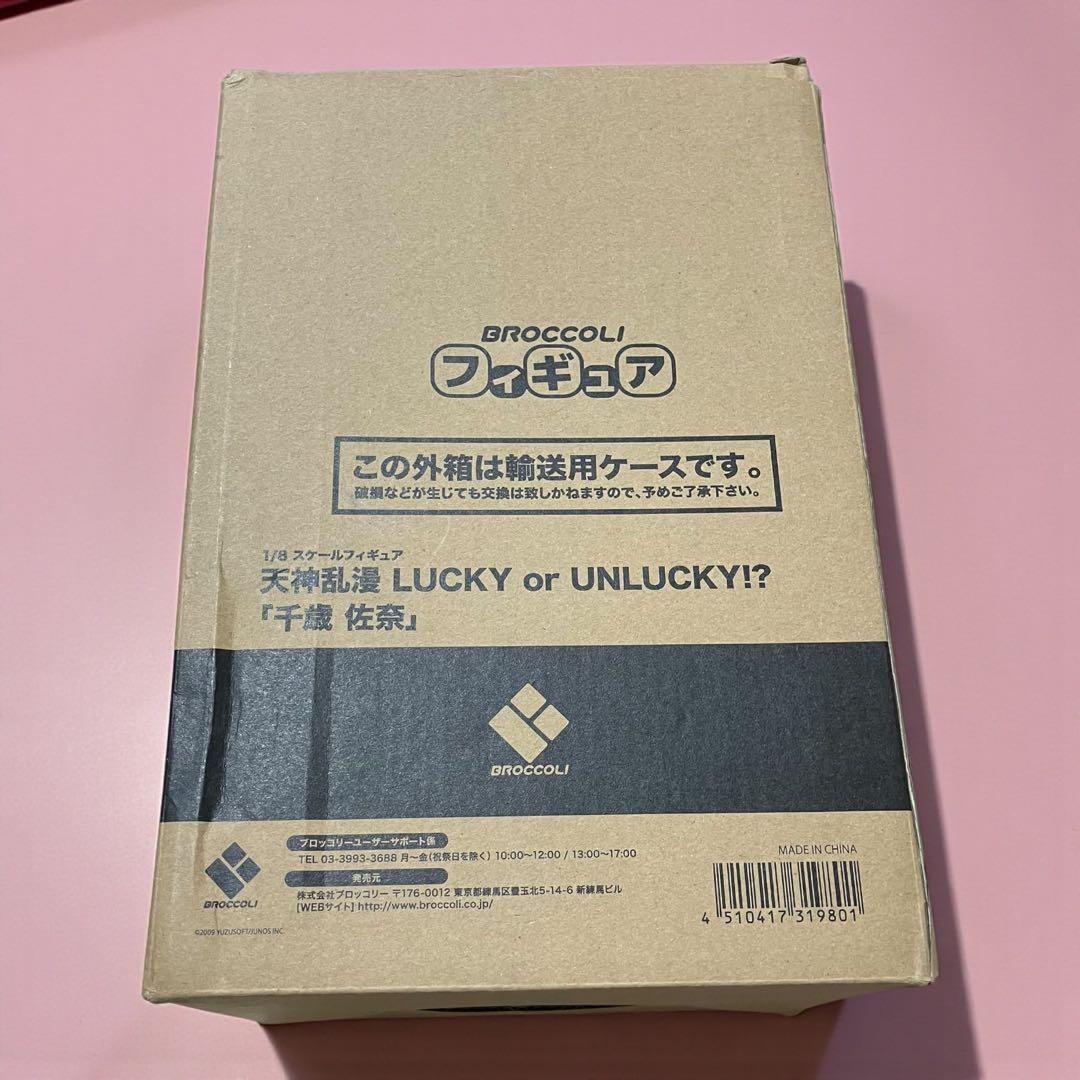 BROCCOLI
フィギュア
この外箱は輸送用ケースです。
破損などが生じても交換は致しかねますので、予めご了承下さい。
1/8 スケールフィギュア
天神乱漫 LUCKY or UNLUCKY!?
「千歳 佐奈」
BROCCOLI
BROCCOLI
ブロッコリーユーザーサポート係
TEL 03-3993-3688 月〜金(祝祭日を除く) 10:00〜12:00 / 13:00〜17:00
発売元
株式会社ブロッコリー 〒176-0012 東京都練馬区豊玉北5-14-6 新練馬ビル
[WEBサイト] http://www.broccoli.co.jp/
©2009 YUZUSOFT/JUNOS INC.
MADE IN CHINA
4 510417 319801